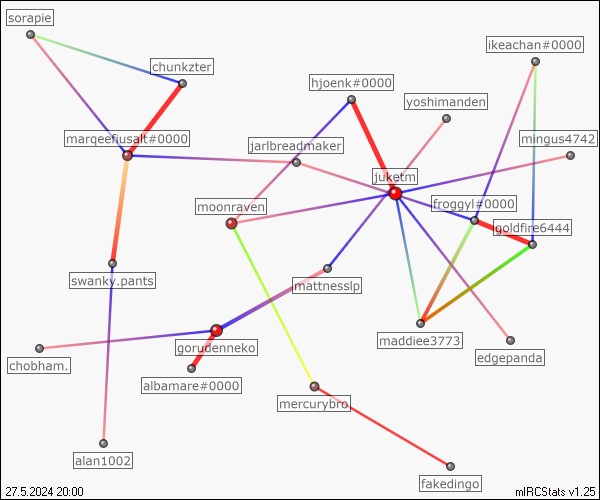 sorapie
ikeachan#0000
chunkzter
hjoenk#0000
yoshimanden
marqeefiusalt#0000
jarlbreadmaker
mingus4742
juketm
moonraven
froggyl#0000
goldfire6444
swanky.pants
mattnesslp
gorudenneko
maddiee3773
chobham.
edgepanda
albamare#0000
mercurybro
alan1002
fakedingo
27.5.2024 20:00
mIRCStats v1.25